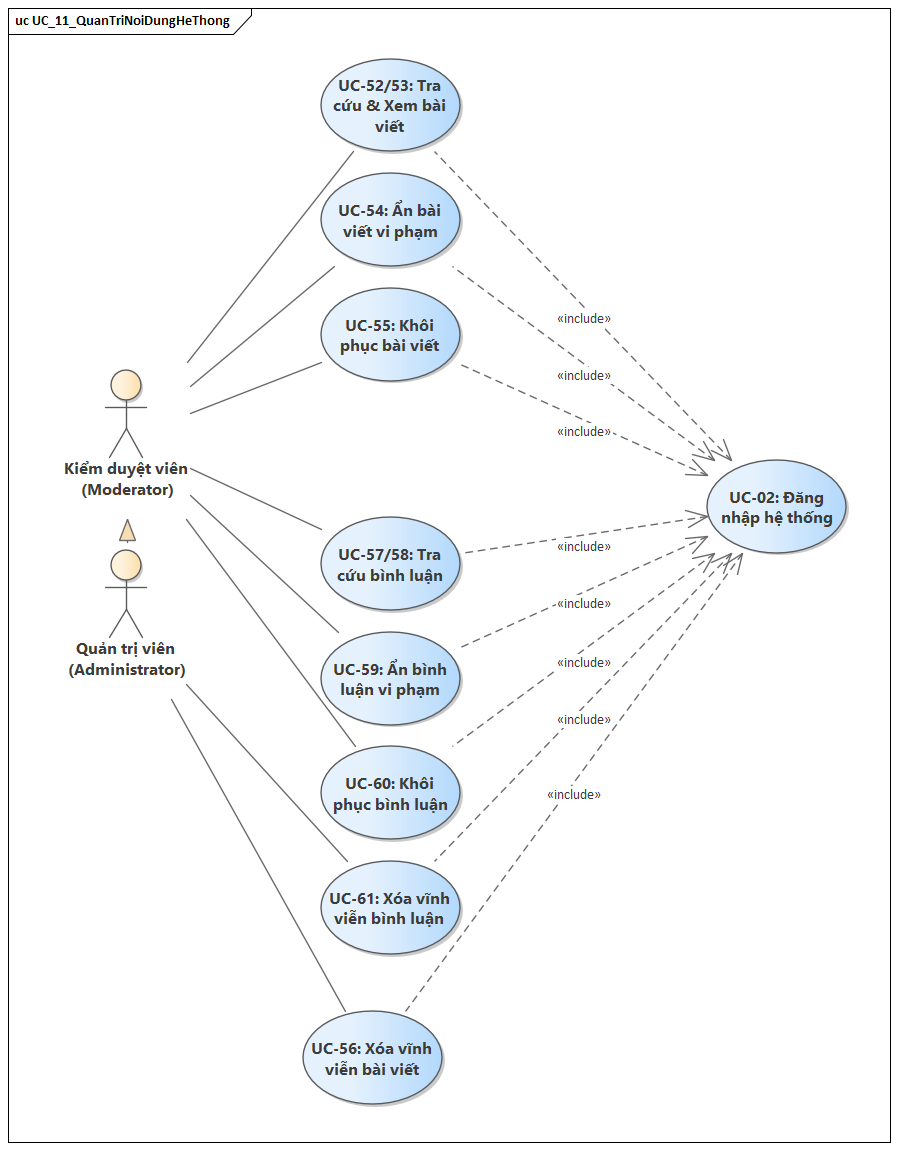 uc UC_11_QuanTriNoiDungHeThong
UC-52/53: Tra
cứu & Xem bài
viết
UC-54: Ẩn bài
viết vi phạm
«include»
UC-55: Khôi
phục bài viết
«include»
«include»
Kiểm duyệt viên
(Moderator)
UC-02: Đăng
nhập hệ thống
UC-57/58: Tra
cứu bình luận
«include»
«include»
Quản trị viên
(Administrator)
UC-59: Ẩn bình
luận vi phạm
«include»
«include»
UC-60: Khôi
phục bình luận
«include»
UC-61: Xóa vĩnh
viễn bình luận
UC-56: Xóa vĩnh
viễn bài viết